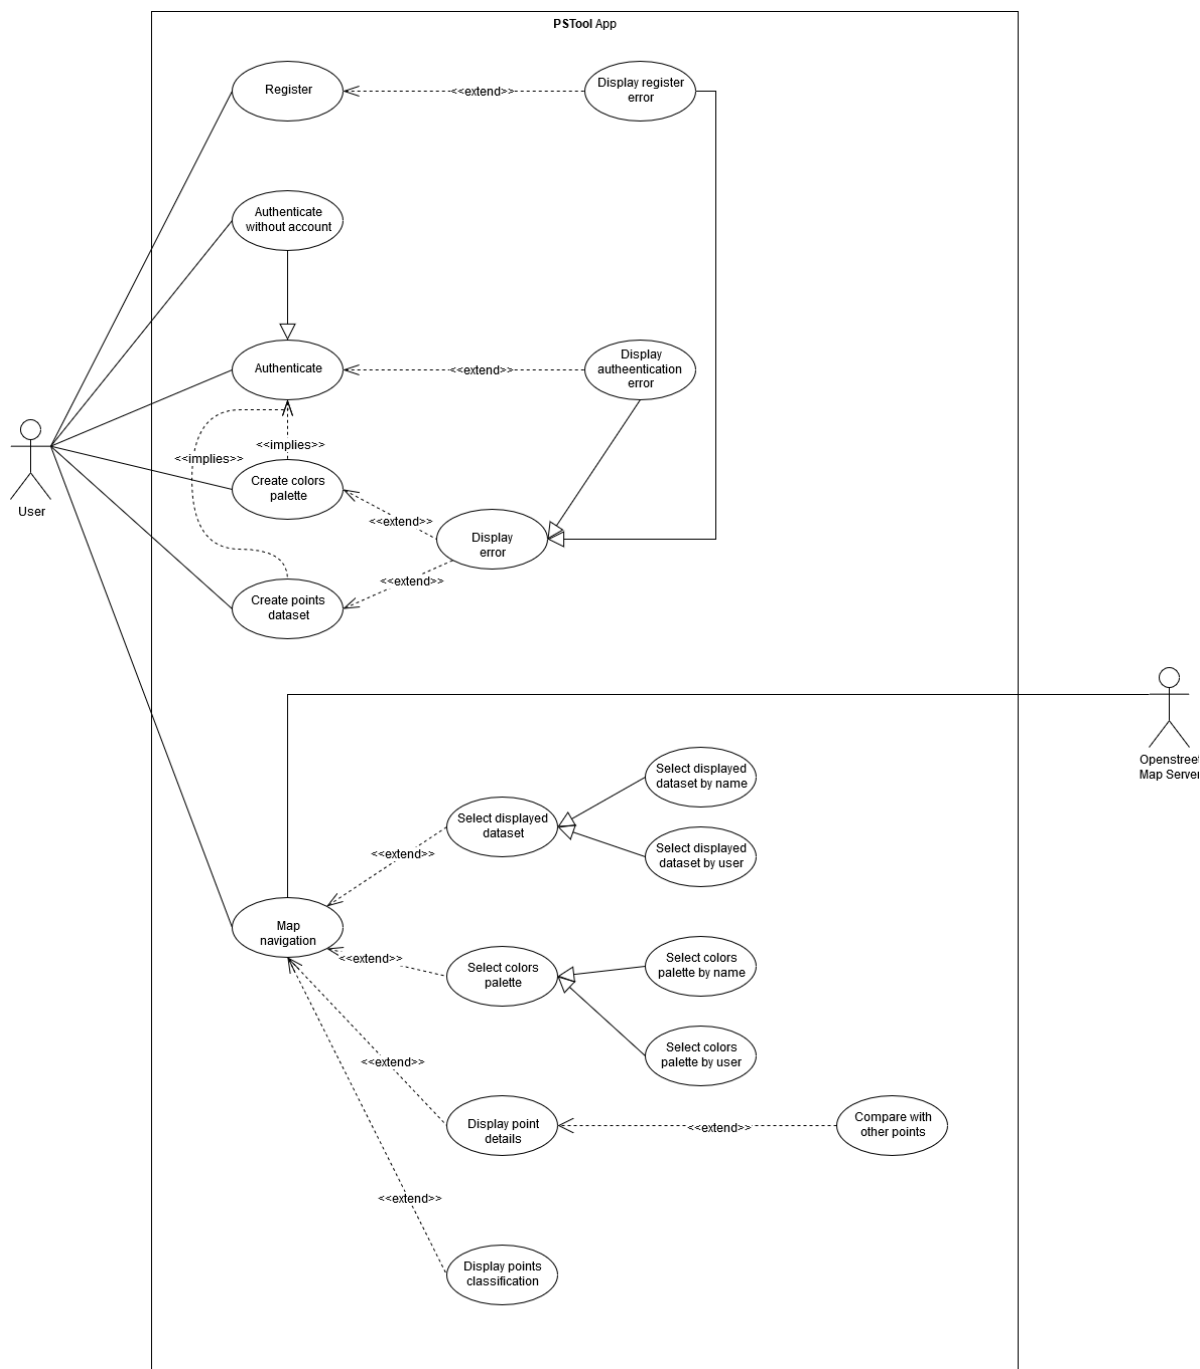 PSTool App
Register
<<extend>>
Display register
error
Authenticate
without account
Authenticate
<<extend>>
Display
autheentication
error
<<implies>>
<<implies>>
Create colors
palette
<<extend>>
Display
error
<<extend>>
Create points
dataset
User
Openstreet
Map Server
Select displayed
dataset by name
Select displayed
dataset
<<extend>>
Select displayed
dataset by user
Map
navigation
<<extend>>
Select colors
palette
Select colors
palette by name
Select colors
palette by user
<<extend>>
Display point
details
<<extend>>
Compare with
other points
<<extend>>
Display points
classification